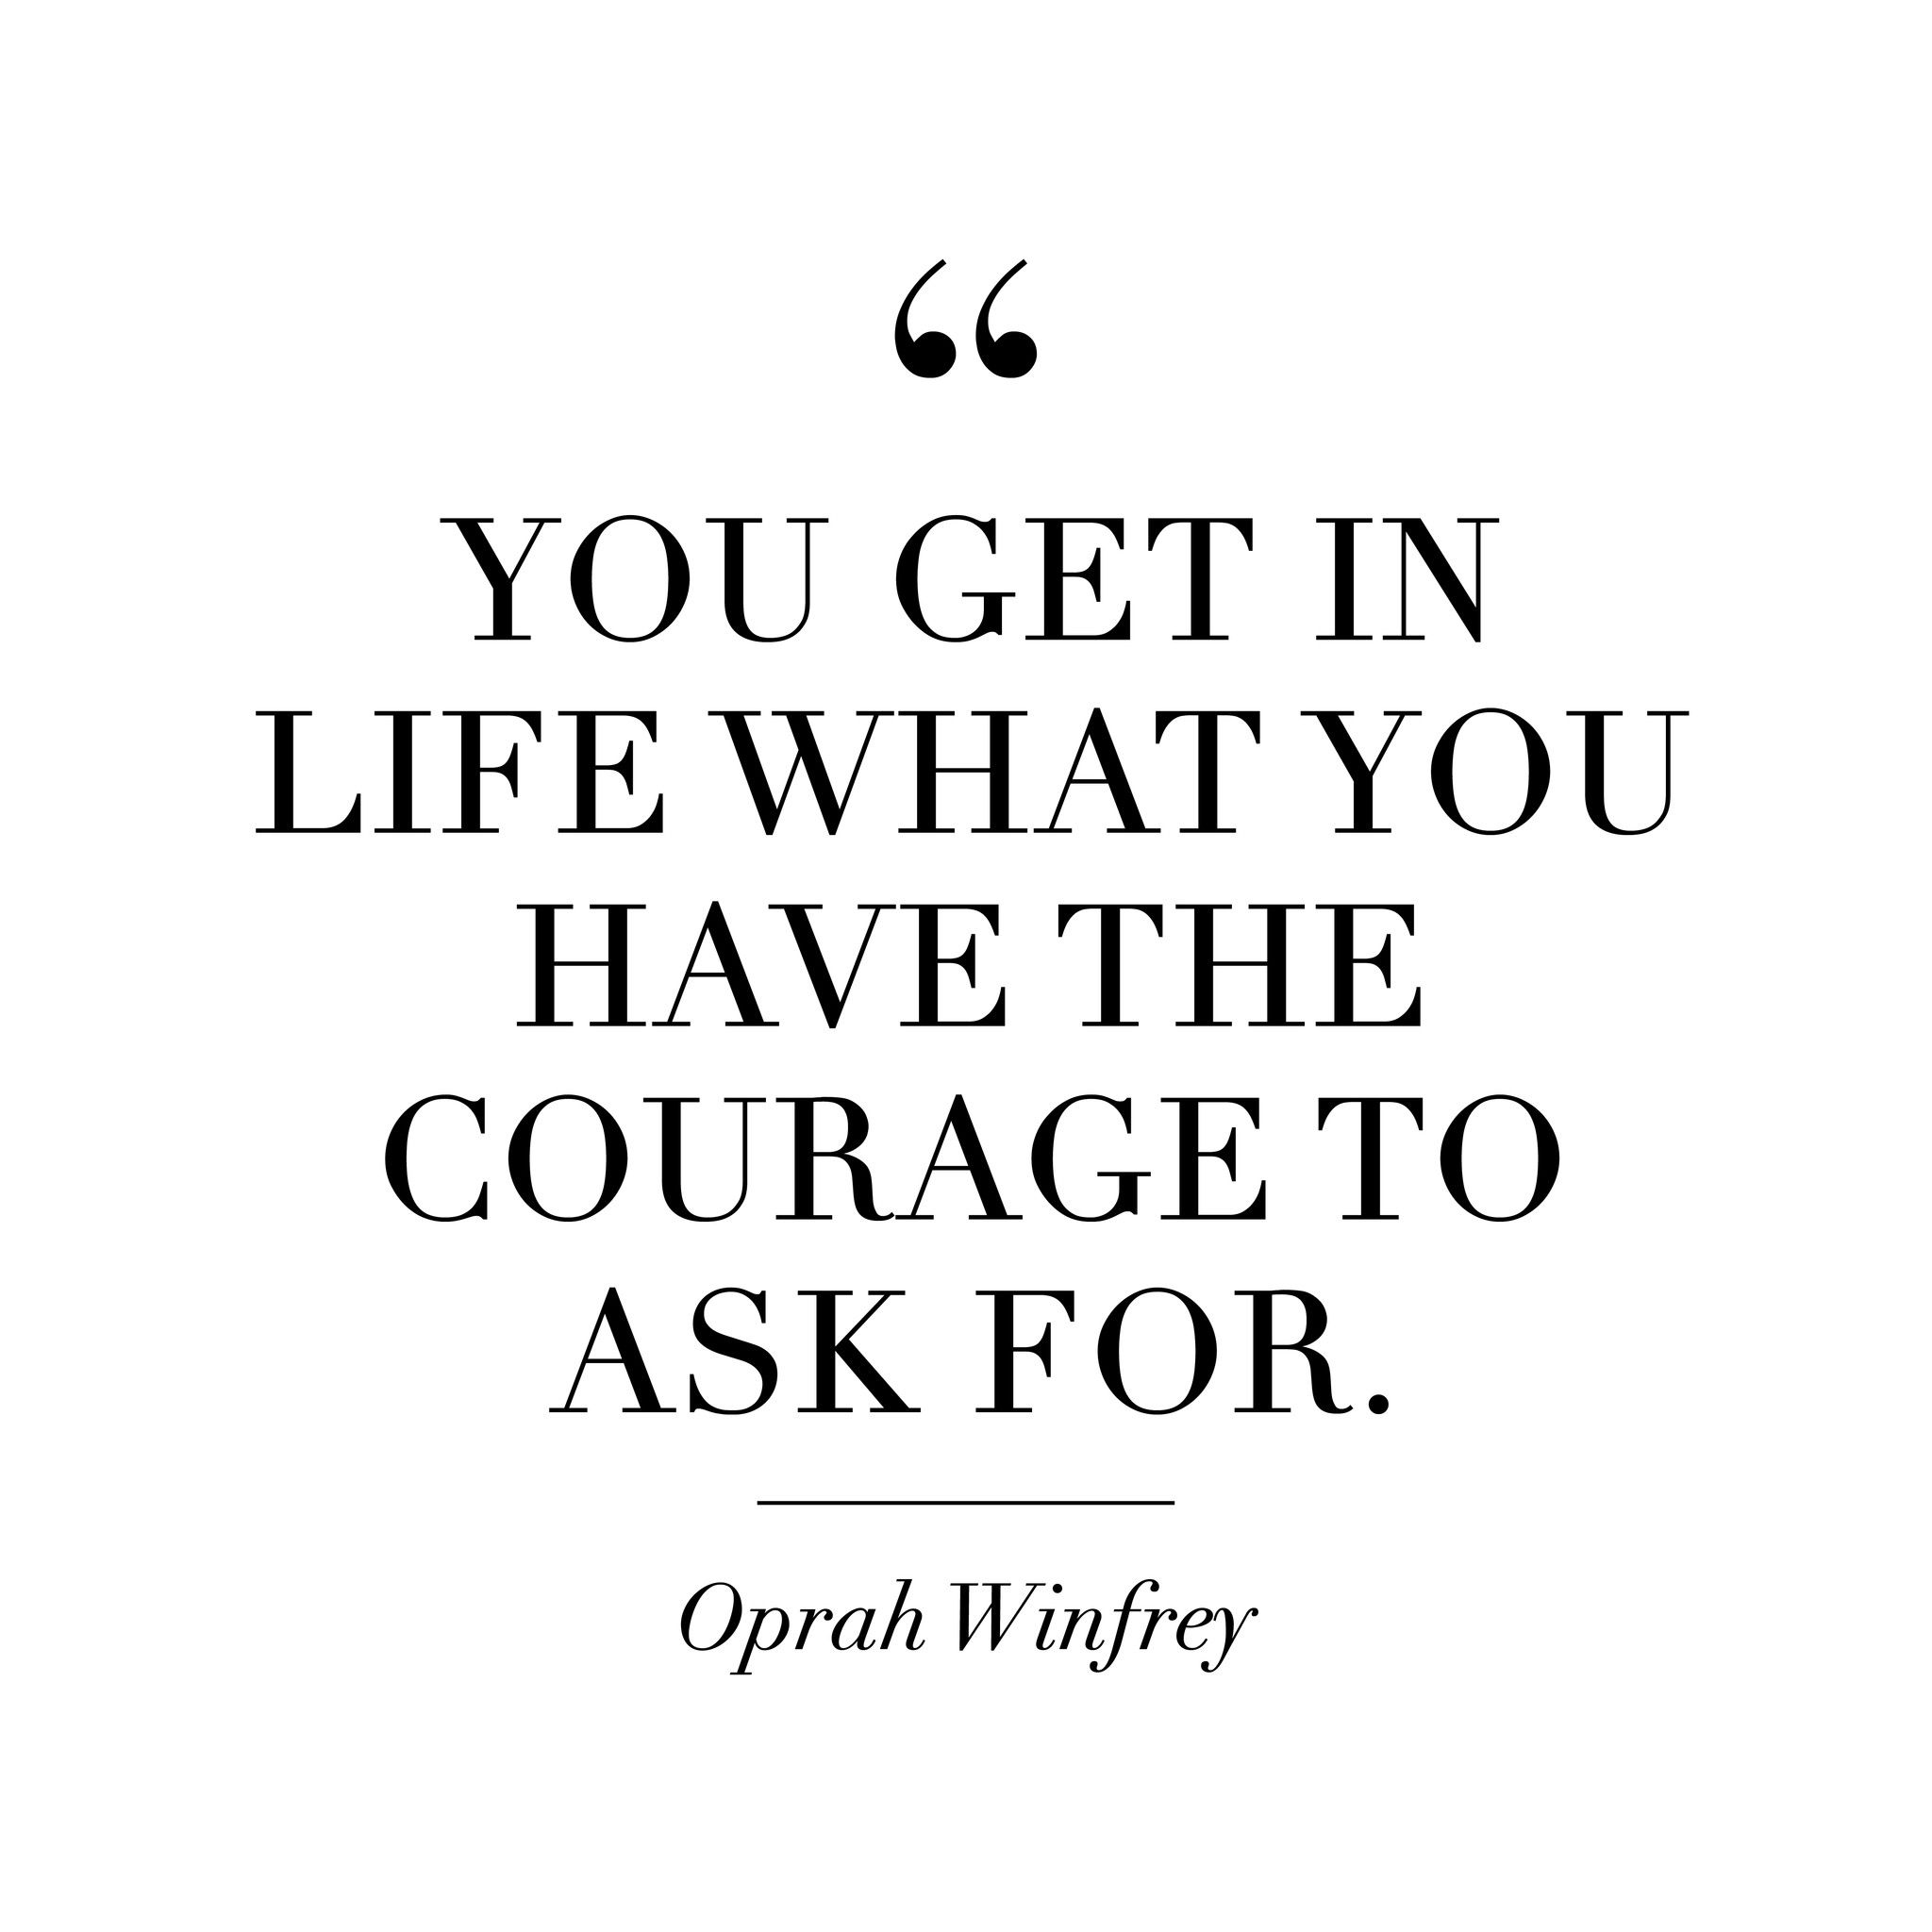 “
YOU GET IN
LIFE WHAT YOU
HAVE THE
COURAGE TO
ASK FOR.
Oprah Winfrey